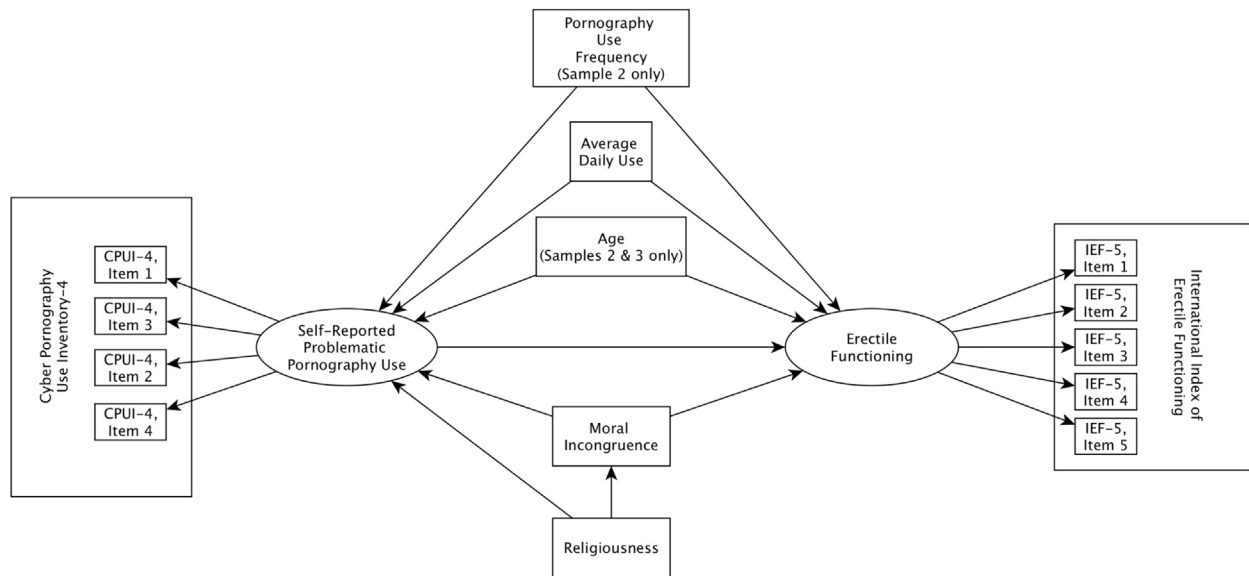 Pornography
Use
Frequency
(Sample 2 only)
Average
Daily Use
Age
(Samples 2 & 3 only)
Cyber Pornography
Use Inventory-4
CPUI-4,
Item 1
CPUI-4,
Item 3
CPUI-4,
Item 2
CPUI-4,
Item 4
Self-Reported
Problematic
Pornography Use
Erectile
Functioning
IEF-5,
Item 1
IEF-5,
Item 2
IEF-5,
Item 3
IEF-5,
Item 4
IEF-5,
Item 5
International Index of
Erectile Functioning
Moral
Incongruence
Religiousness